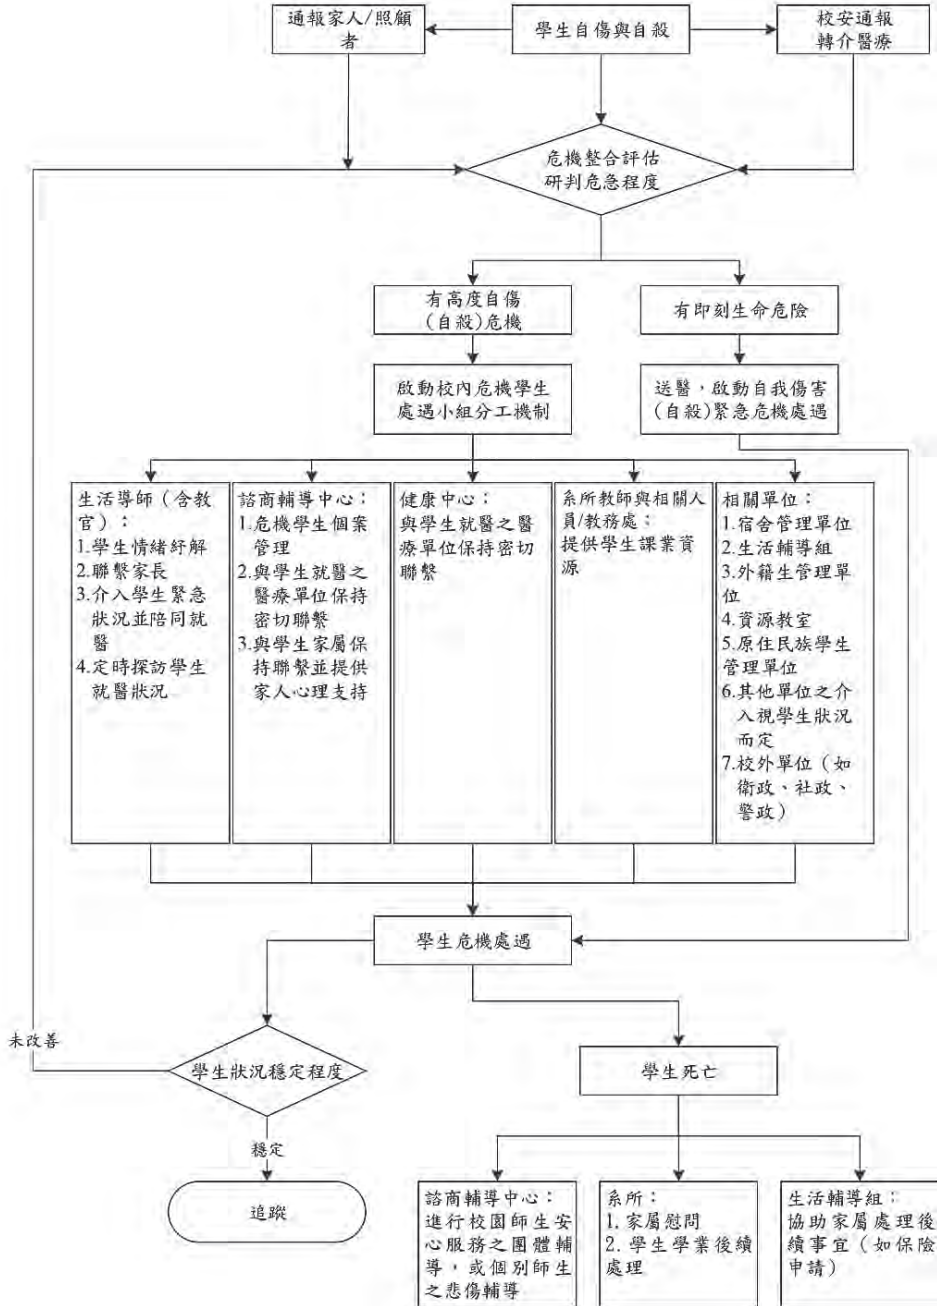 通報家人/照顧
者
學生自傷與自殺
校安通報
轉介醫療
危機整合評估
研判危急程度
有高度自傷
(自殺)危機
有即刻生命危險
啟動校內危機學生
處遇小組分工機制
送醫，啟動自我傷害
(自殺)緊急危機處遇
生活導師（含教
官）：
1.學生情緒紓解
2.聯繫家長
3.介入學生緊急
狀況並陪同就
醫
4.定時探訪學生
就醫狀況
諮商輔導中心：
1.危機學生個案
管理
2.與學生就醫之
醫療單位保持
密切聯繫
3.與學生家屬保
持聯繫並提供
家人心理支持
健康中心：
與學生就醫之醫
療單位保持密切
聯繫
系所教師與相關人
員/教務處：
提供學生課業資
源
相關單位：
1.宿舍管理單位
2.生活輔導組
3.外籍生管理單
位
4.資源教室
5.原住民族學生
管理單位
6.其他單位之介
入視學生狀況
而定
7.校外單位（如
衛政、社政、
警政）
學生危機處遇
未改善
學生狀況穩定程度
學生死亡
穩定
追蹤
諮商輔導中心：
進行校園師生安
心服務之團體輔
導，或個別師生
之悲傷輔導
系所：
1. 家屬慰問
2. 學生學業後續
處理
生活輔導組：
協助家屬處理後
續事宜（如保險
申請）